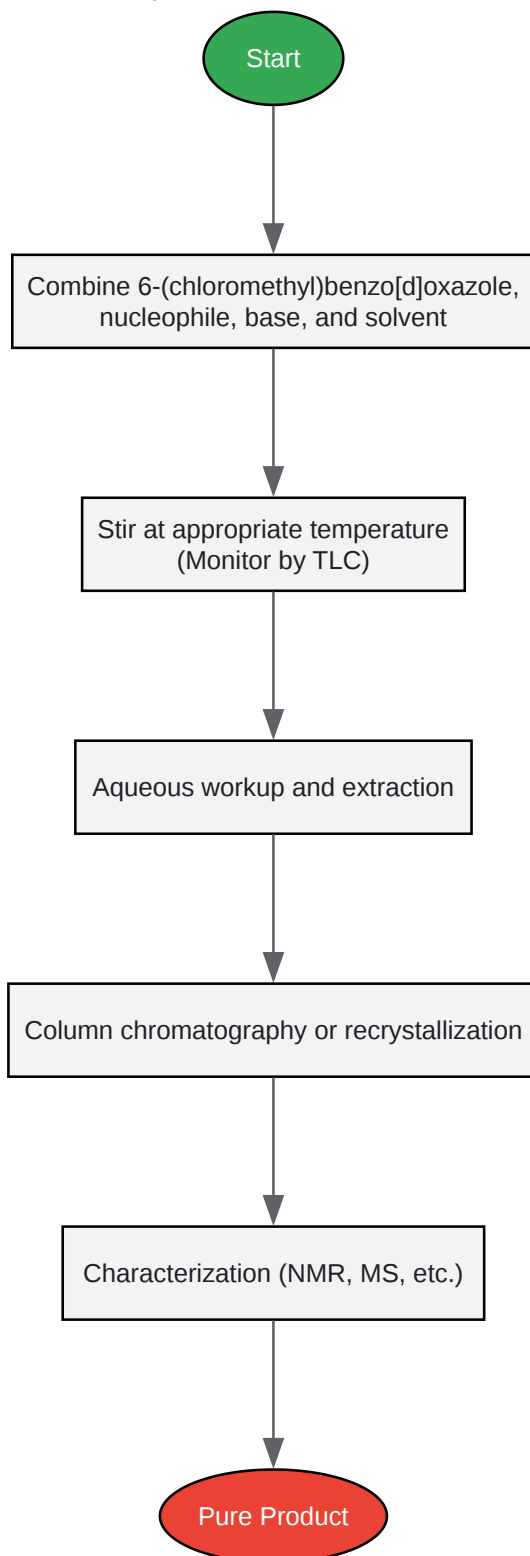 Start
Combine 6-(chloromethyl)benzo[d]oxazole,
nucleophile, base, and solvent
Stir at appropriate temperature
(Monitor by TLC)
Aqueous workup and extraction
Column chromatography or recrystallization
Characterization (NMR, MS, etc.)
Pure Product